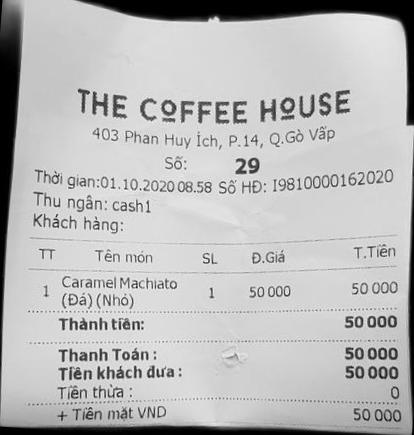 THE COFFEE HOUSE
403 Phan Huy Ích, P.14, Q.Gò Vấp
Số: 29
Thời gian:01.10.2020 08.58 Số HĐ: I9810000162020
Thu ngân: cash1
Khách hàng:
TT Tên món SL Đ.Giá T.Tiền
1 Caramel Machiato (Đá) (Nhỏ) 1 50 000 50 000
Thành tiền: 50 000
Thanh Toán : 50 000
Tiền khách đưa : 50 000
Tiền thừa : 0
+ Tiền mặt VND 50 000